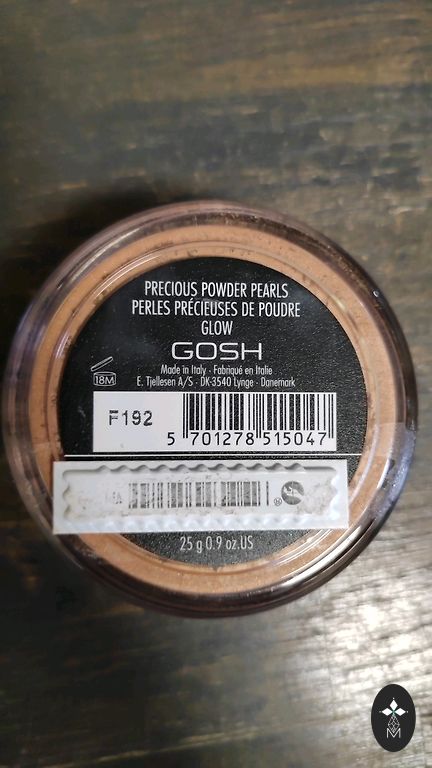 PRECIOUS POWDER PEARLS
PERLES PRÉCIEUSES DE POUDRE
GLOW
GOSH
Made in Italy · Fabriqué en Italie
E. Tjellesen A/S · DK-3540 Lynge · Danemark
18M
F192
5 701278 515047
25 g 0.9 oz.US
M